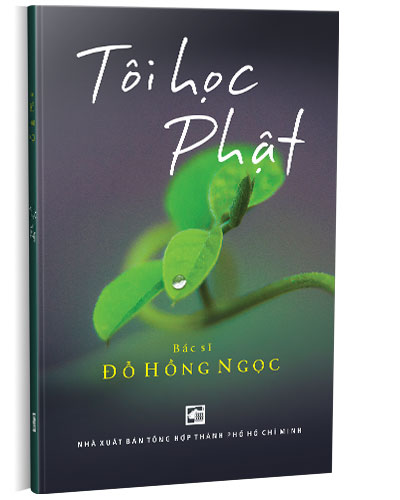 Tôi học
Phật
Bác sĩ
ĐỖ HỒNG NGỌC
NHÀ XUẤT BẢN TỔNG HỢP THÀNH PHỐ HỒ CHÍ MINH